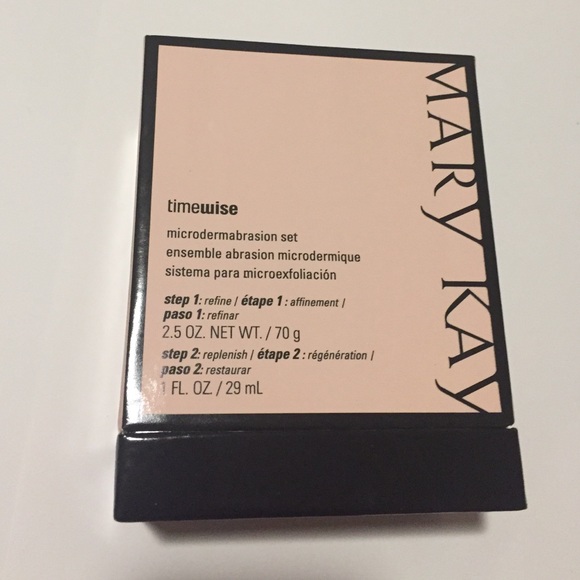 MARY KAY
timewise
microdermabrasion set
ensemble abrasion microdermique
sistema para microexfoliación
step 1: refine / étape 1 : affinement /
paso 1: refinar
2.5 OZ. NET WT. / 70 g
step 2: replenish / étape 2 : régénération /
paso 2: restaurar
1 FL. OZ. / 29 mL